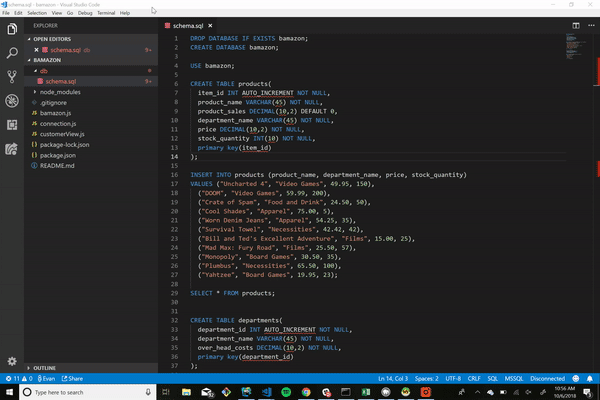 schema.sql - bamazon - Visual Studio Code
File Edit Selection View Go Debug Terminal Help
EXPLORER
schema.sql
OPEN EDITORS
schema.sql db 9+
BAMAZON
db
schema.sql 9+
node_modules
.gitignore
bamazon.js
connection.js
customerView.js
package-lock.json
package.json
README.md
OUTLINE
1 DROP DATABASE IF EXISTS bamazon;
2 CREATE DATABASE bamazon;
3
4 USE bamazon;
5
6 CREATE TABLE products(
7 item_id INT AUTO_INCREMENT NOT NULL,
8 product_name VARCHAR(45) NOT NULL,
9 product_sales DECIMAL(10,2) DEFAULT 0,
10 department_name VARCHAR(45) NOT NULL,
11 price DECIMAL(10,2) NOT NULL,
12 stock_quantity INT(10) NOT NULL,
13 primary key(item_id)
14 );
15
16 INSERT INTO products (product_name, department_name, price, stock_quantity)
17 VALUES ("Uncharted 4", "Video Games", 49.95, 150),
18 ("DOOM", "Video Games", 59.99, 200),
19 ("Crate of Spam", "Food and Drink", 24.50, 50),
20 ("Cool Shades", "Apparel", 75.00, 5),
21 ("Worn Denim Jeans", "Apparel", 54.25, 35),
22 ("Survival Towel", "Necessities", 42.42, 42),
23 ("Bill and Ted's Excellent Adventure", "Films", 15.00, 25),
24 ("Mad Max: Fury Road", "Films", 25.50, 57),
25 ("Monopoly", "Board Games", 30.50, 35),
26 ("Plumbus", "Necessities", 65.50, 100),
27 ("Yahtzee", "Board Games", 19.95, 23);
28
29 SELECT * FROM products;
30
31
32 CREATE TABLE departments(
33 department_id INT AUTO_INCREMENT NOT NULL,
34 department_name VARCHAR(45) NOT NULL,
35 over_head_costs DECIMAL(10,2) NOT NULL,
36 primary key(department_id)
37 );
11 0 Evan Share Ln 14, Col 3 Spaces: 2 UTF-8 CRLF SQL MSSQL Disconnected
Type here to search
10:56 AM
10/6/2018